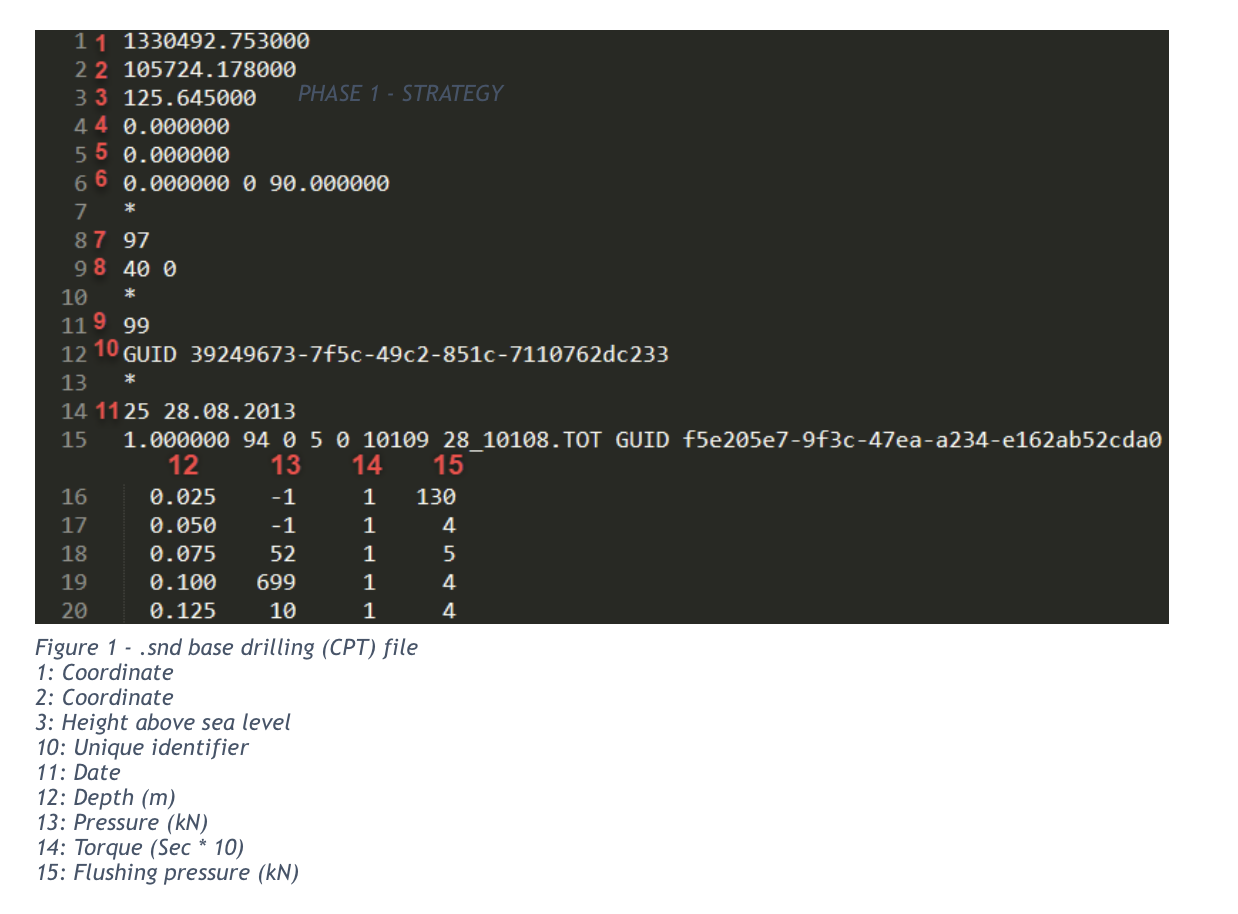 1 1 1330492.753000
2 2 105724.178000
PHASE 1 - STRATEGY
3 3 125.645000
4 4 0.000000
5 5 0.000000
6 6 0.000000 0 90.000000
7 *
8 7 97
9 8 40 0
10 *
11 9 99
12 10 GUID 39249673-7f5c-49c2-851c-7110762dc233
13 *
14 11 25 28.08.2013
15 1.000000 94 0 5 0 10109 28_10108.TOT GUID f5e205e7-9f3c-47ea-a234-e162ab52cda0
12 13 14 15
16 0.025 -1 1 130
17 0.050 -1 1 4
18 0.075 52 1 5
19 0.100 699 1 4
20 0.125 10 1 4
Figure 1 - .snd base drilling (CPT) file
1: Coordinate
2: Coordinate
3: Height above sea level
10: Unique identifier
11: Date
12: Depth (m)
13: Pressure (kN)
14: Torque (Sec * 10)
15: Flushing pressure (kN)